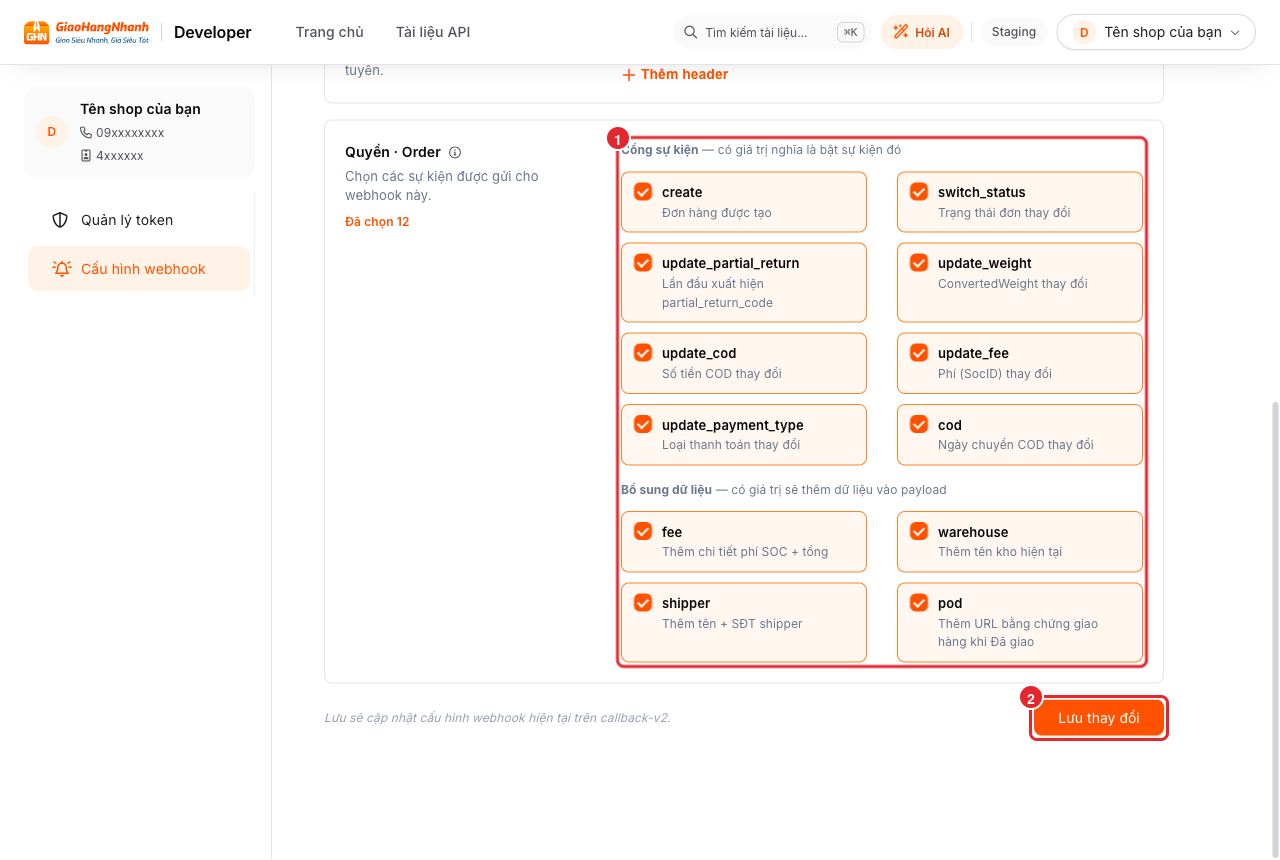 GHN
GiaoHangNhanh
Giao Siêu Nhanh, Giá Siêu Tốt
Developer
Trang chủ
Tài liệu API
Tìm kiếm tài liệu...
⌘K
Hỏi AI
Staging
D
Tên shop của bạn
D
Tên shop của bạn
09xxxxxxxx
4xxxxxx
Quản lý token
Cấu hình webhook
tuyến.
Thêm header
Quyền · Order
Chọn các sự kiện được gửi cho
webhook này.
Đã chọn 12
1
Cổng sự kiện — có giá trị nghĩa là bật sự kiện đó
create
Đơn hàng được tạo
switch_status
Trạng thái đơn thay đổi
update_partial_return
Lần đầu xuất hiện
partial_return_code
update_weight
ConvertedWeight thay đổi
update_cod
Số tiền COD thay đổi
update_fee
Phí (SocID) thay đổi
update_payment_type
Loại thanh toán thay đổi
cod
Ngày chuyển COD thay đổi
Bổ sung dữ liệu — có giá trị sẽ thêm dữ liệu vào payload
fee
Thêm chi tiết phí SOC + tổng
warehouse
Thêm tên kho hiện tại
shipper
Thêm tên + SĐT shipper
pod
Thêm URL bằng chứng giao
hàng khi Đã giao
Lưu sẽ cập nhật cấu hình webhook hiện tại trên callback-v2.
2
Lưu thay đổi